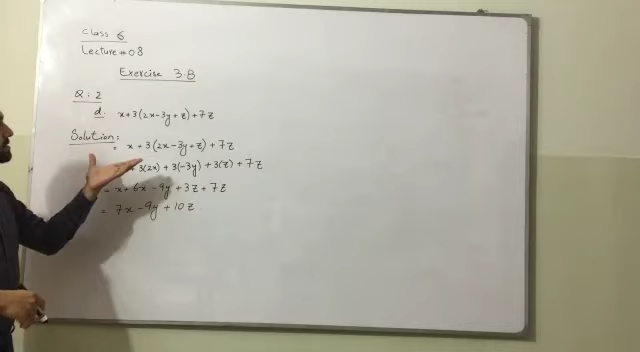 Class 6
Lecture # 08
Exercise 3.B
Q: 2
d. x+3(2x-3y+z)+7z
Solution:
= x+3(2x-3y+z)+7z
+ 3(2x) + 3(-3y) + 3(z) + 7z
= x+6x-9y+3z+7z
= 7x-9y+10z